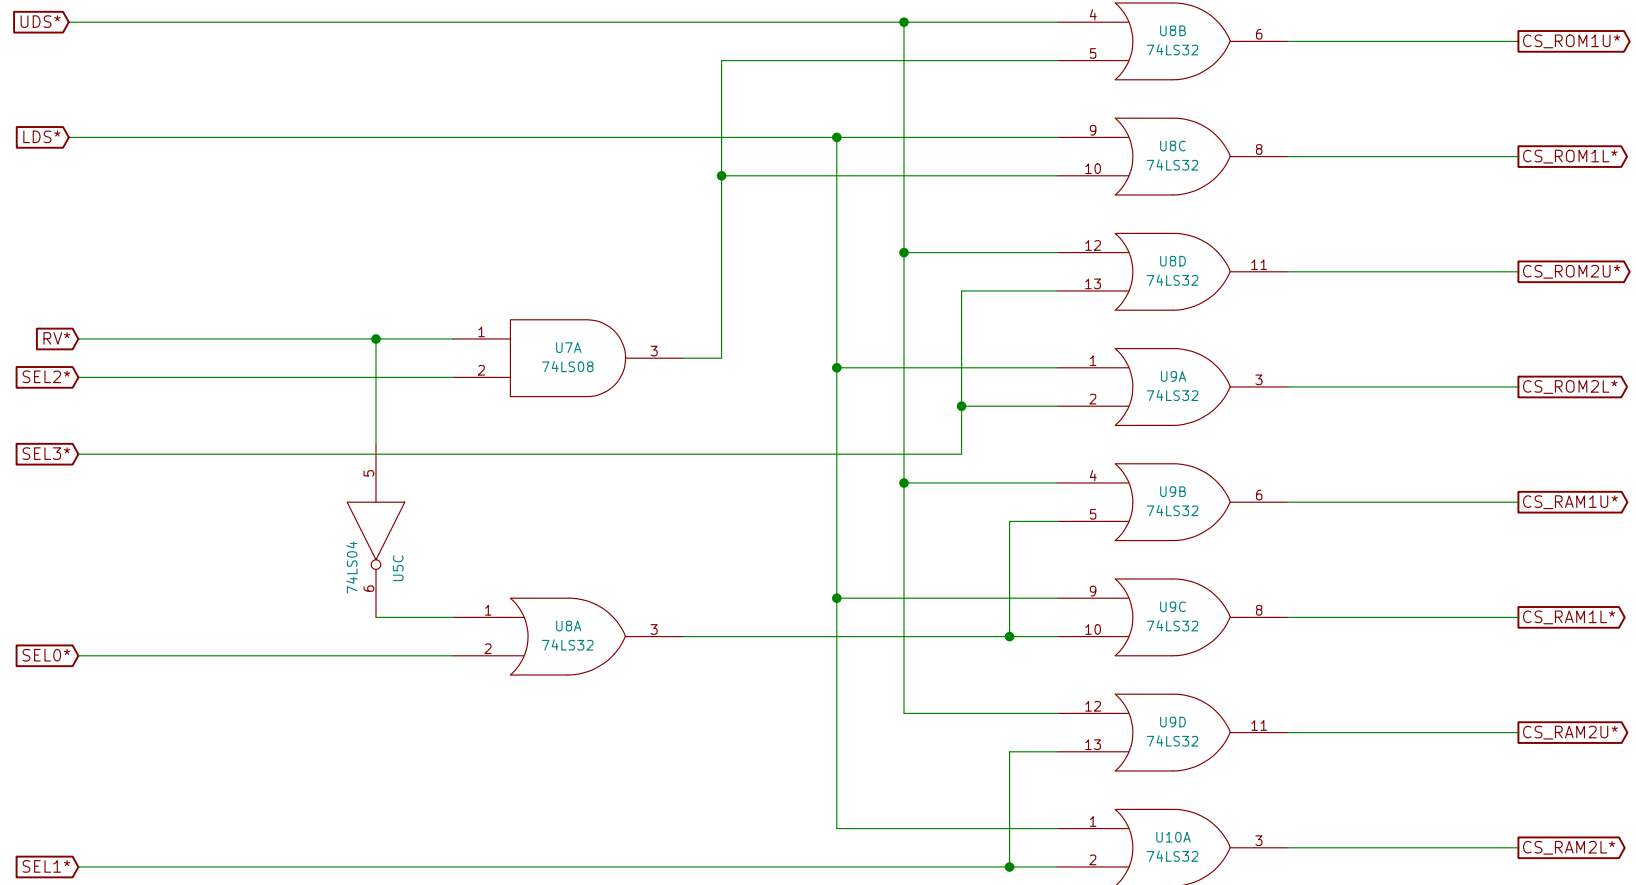 UDS*
4
5
U8B
74LS32
6
CS_ROM1U*
LDS*
9
10
U8C
74LS32
8
CS_ROM1L*
12
13
U8D
74LS32
11
CS_ROM2U*
RV*
SEL2*
1
2
U7A
74LS08
3
1
2
U9A
74LS32
3
CS_ROM2L*
SEL3*
5
74LS04
U5C
6
4
5
U9B
74LS32
6
CS_RAM1U*
SEL0*
1
2
U8A
74LS32
3
9
10
U9C
74LS32
8
CS_RAM1L*
12
13
U9D
74LS32
11
CS_RAM2U*
SEL1*
1
2
U10A
74LS32
3
CS_RAM2L*